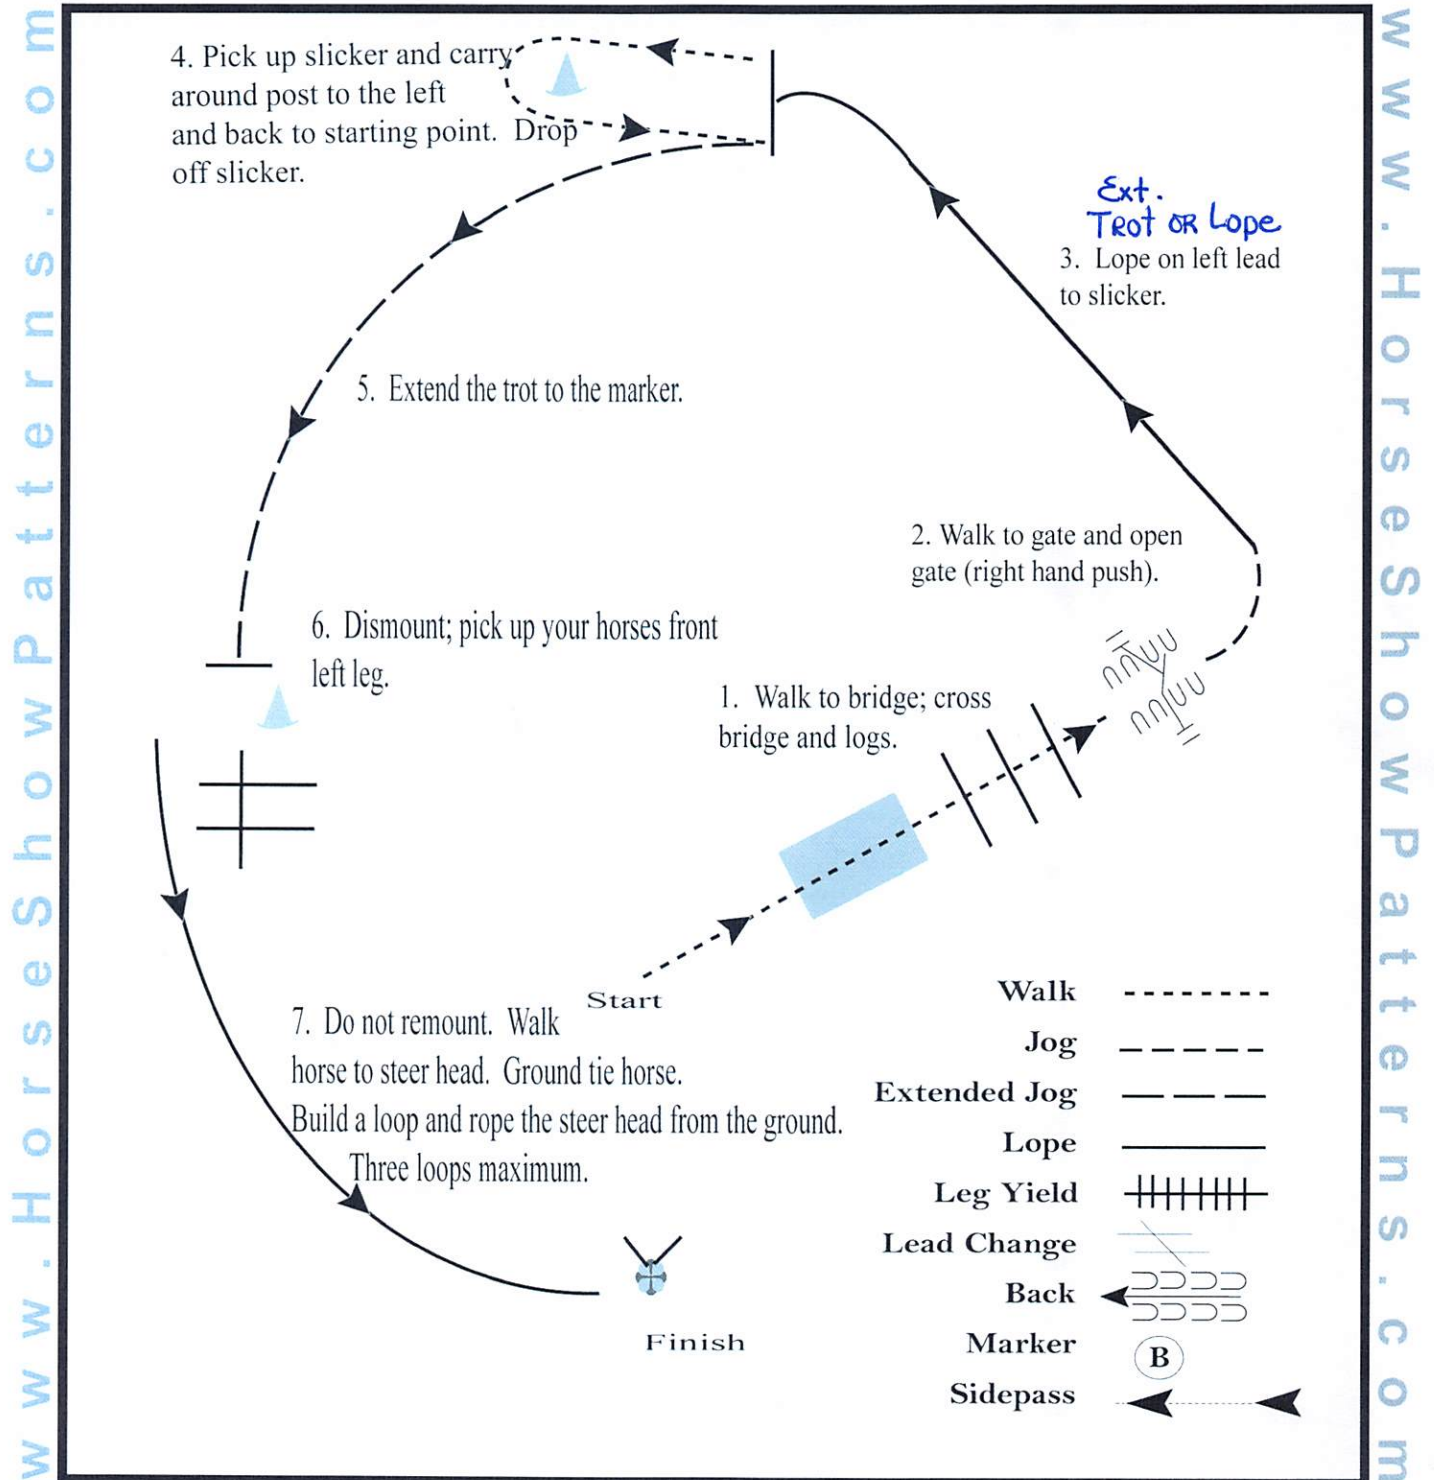 www.HorseShowPatterns.com
4. Pick up slicker and carry
around post to the left
and back to starting point.  Drop
off slicker.
Ext.
Trot or Lope
3.  Lope on left lead
to slicker.
5.  Extend the trot to the marker.
2. Walk to gate and open
gate (right hand push).
6.  Dismount; pick up your horses front
left leg.
1.  Walk to bridge; cross
bridge and logs.
Start
7.  Do not remount.  Walk
horse to steer head.  Ground tie horse.
Build a loop and rope the steer head from the ground.
Three loops maximum.
Finish
Walk
Jog
Extended Jog
Lope
Leg Yield
Lead Change
Back
Marker B
Sidepass
www.HorseShowPatterns.com